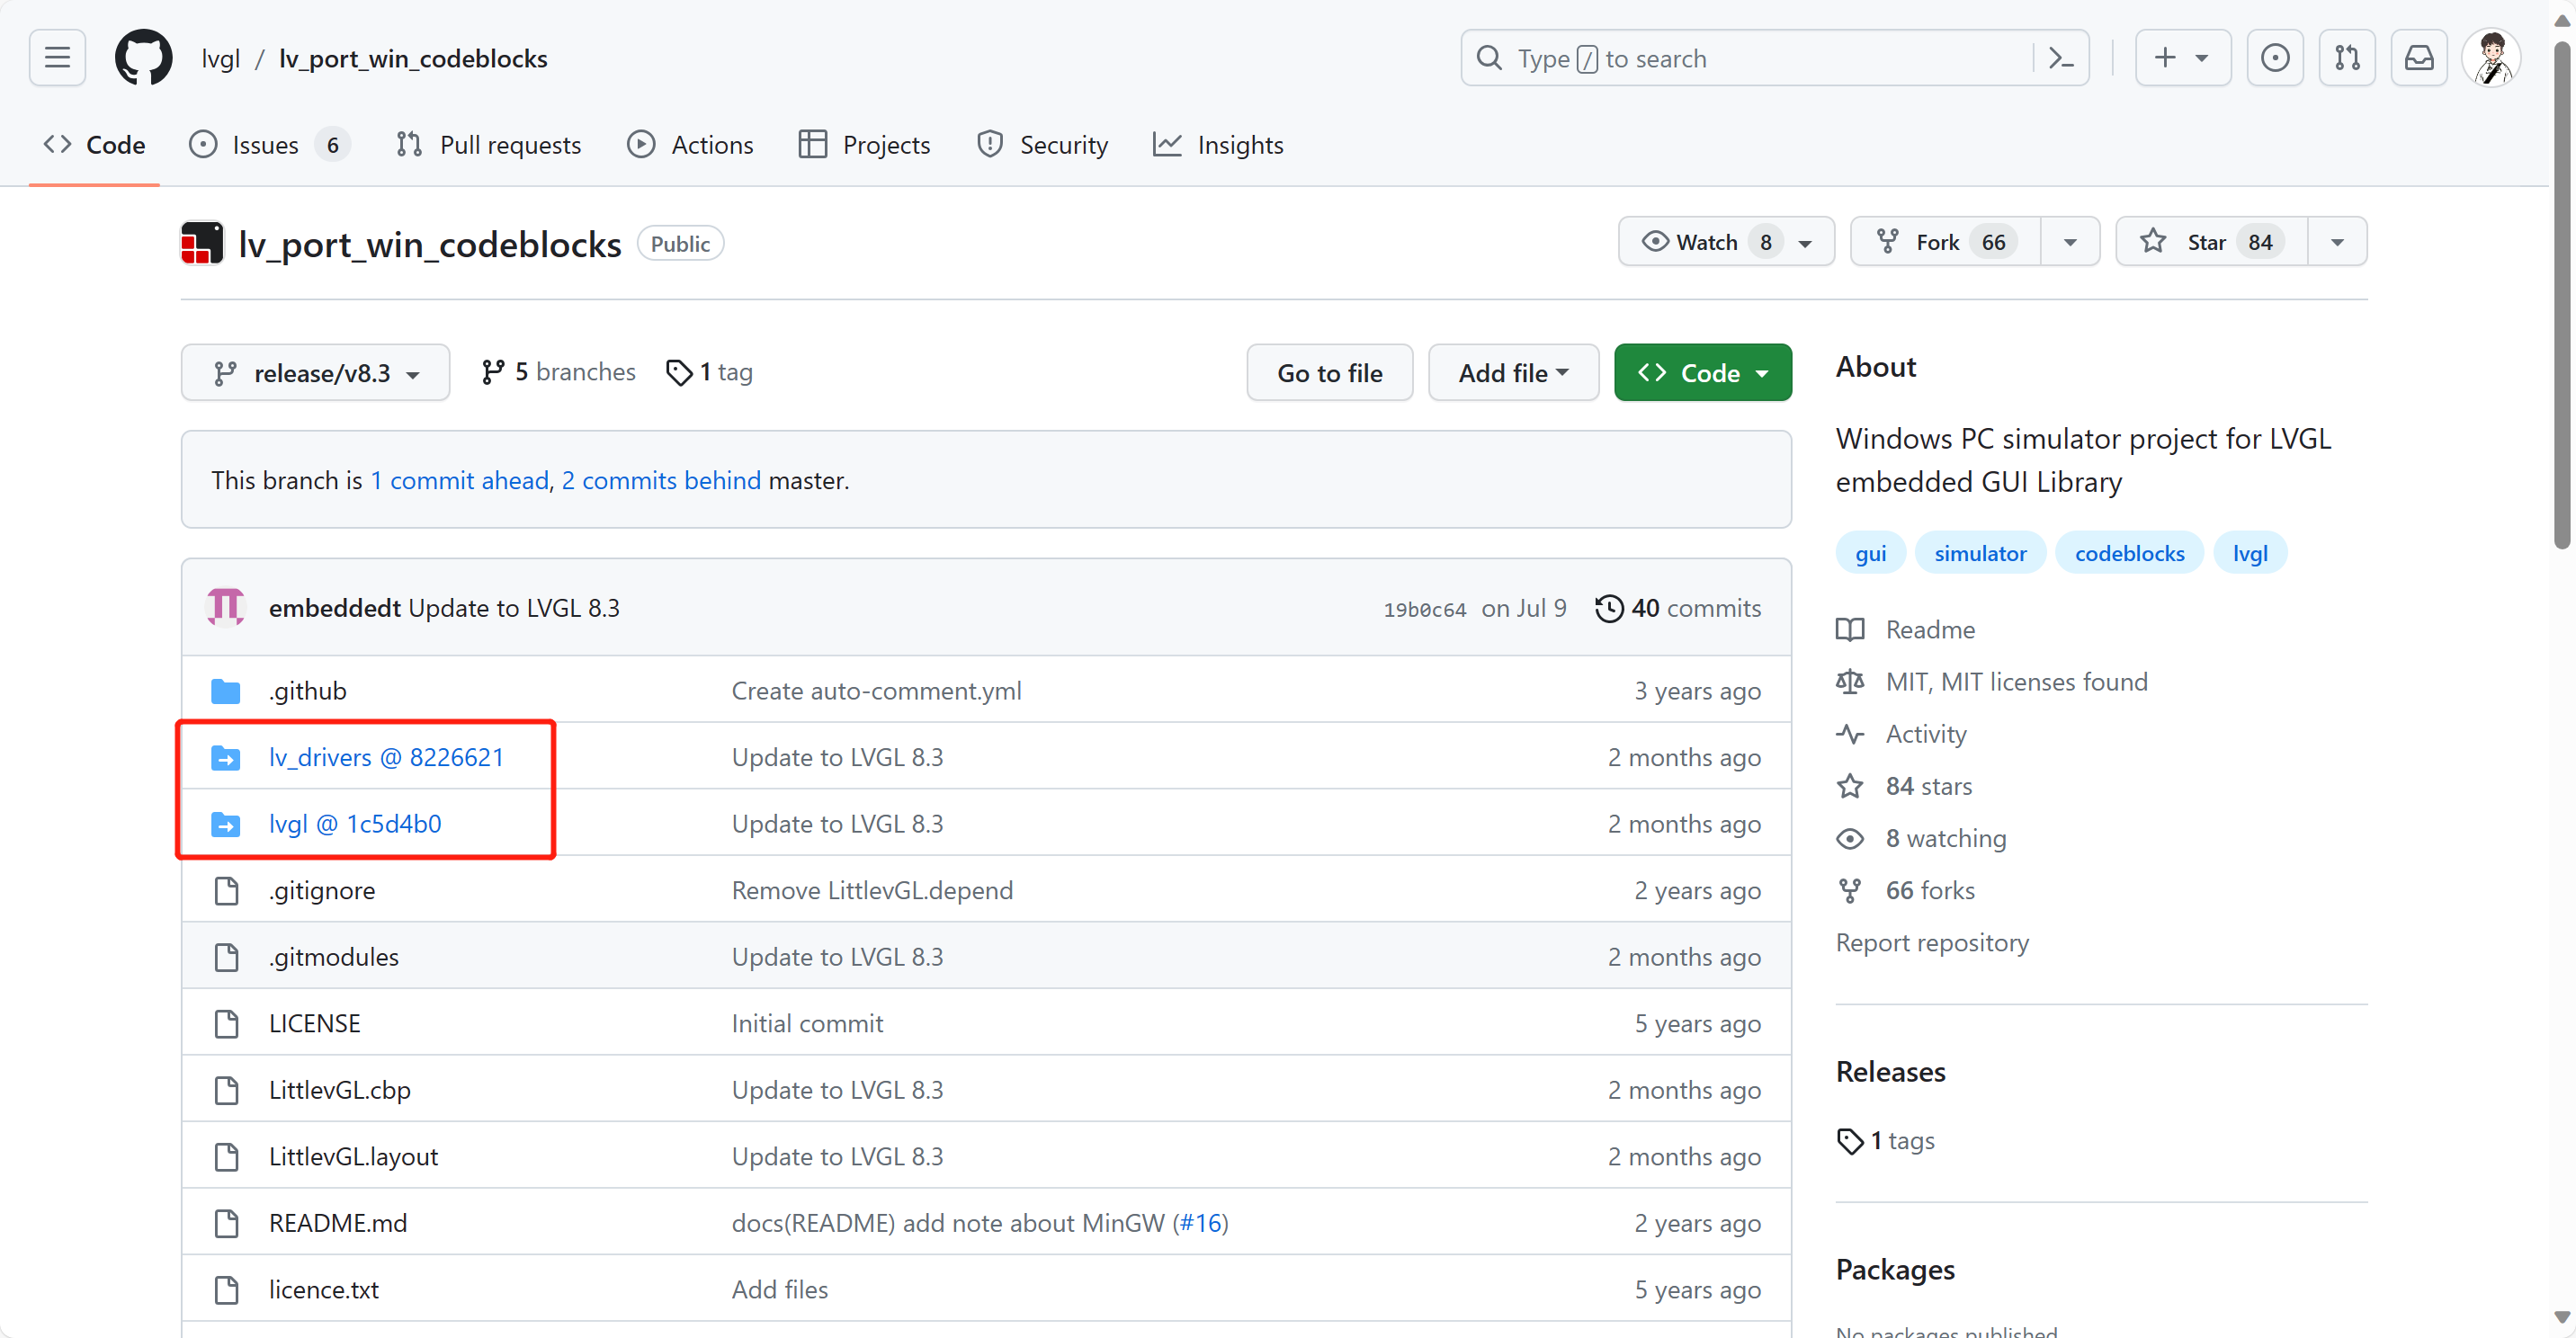 lvgl / lv_port_win_codeblocks
Type / to search
Code
Issues 6
Pull requests
Actions
Projects
Security
Insights
lv_port_win_codeblocks Public
Watch 8
Fork 66
Star 84
release/v8.3
5 branches
1 tag
Go to file
Add file
Code
This branch is 1 commit ahead, 2 commits behind master.
embeddedt Update to LVGL 8.3 19b0c64 on Jul 9 40 commits
.github Create auto-comment.yml 3 years ago
lv_drivers @ 8226621 Update to LVGL 8.3 2 months ago
lvgl @ 1c5d4b0 Update to LVGL 8.3 2 months ago
.gitignore Remove LittlevGL.depend 2 years ago
.gitmodules Update to LVGL 8.3 2 months ago
LICENSE Initial commit 5 years ago
LittlevGL.cbp Update to LVGL 8.3 2 months ago
LittlevGL.layout Update to LVGL 8.3 2 months ago
README.md docs(README) add note about MinGW (#16) 2 years ago
licence.txt Add files 5 years ago
About
Windows PC simulator project for LVGL
embedded GUI Library
gui simulator codeblocks lvgl
Readme
MIT, MIT licenses found
Activity
84 stars
8 watching
66 forks
Report repository
Releases
1 tags
Packages
No packages published